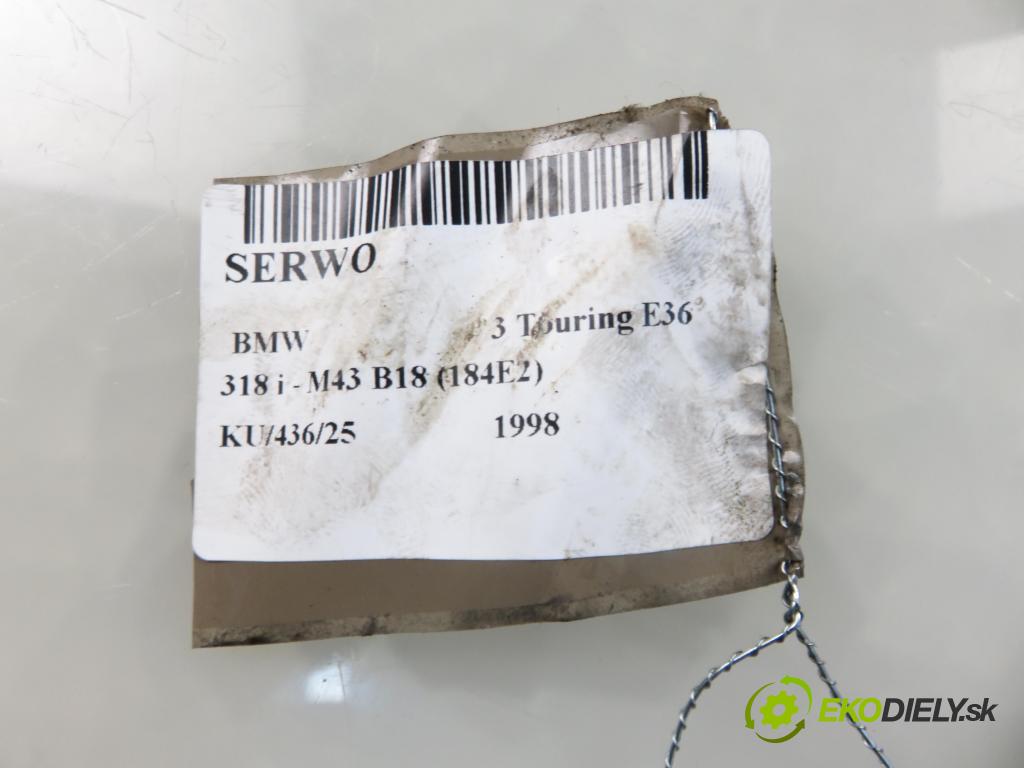 SERWO
BMW 3 Touring E36
318 i - M43 B18 (184E2)
KU/436/25 1998
EKODIELY.sk